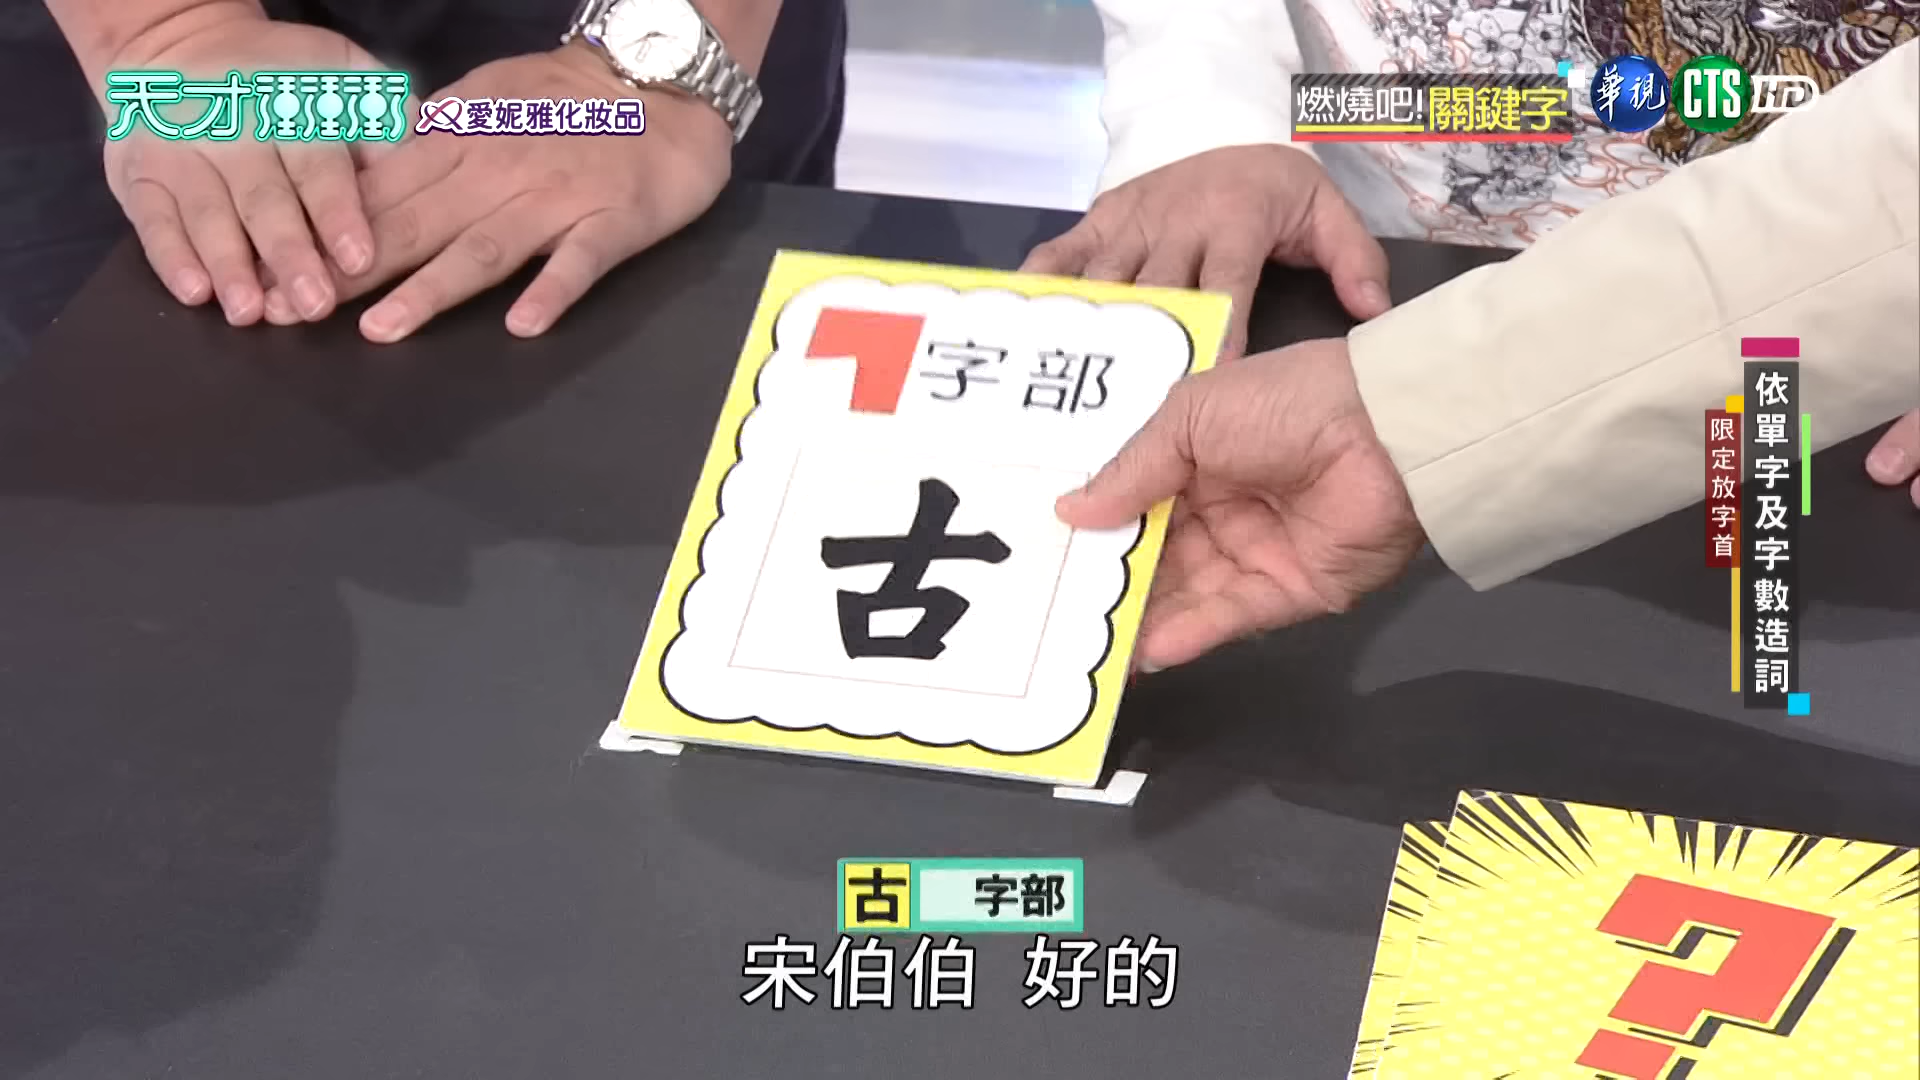 天才衝衝衝
愛妮雅化妝品
燃燒吧!關鍵字
華視
CTS
HD
字部
古
依單字及字數造詞
限定放字首
古
字部
宋伯伯 好的
?